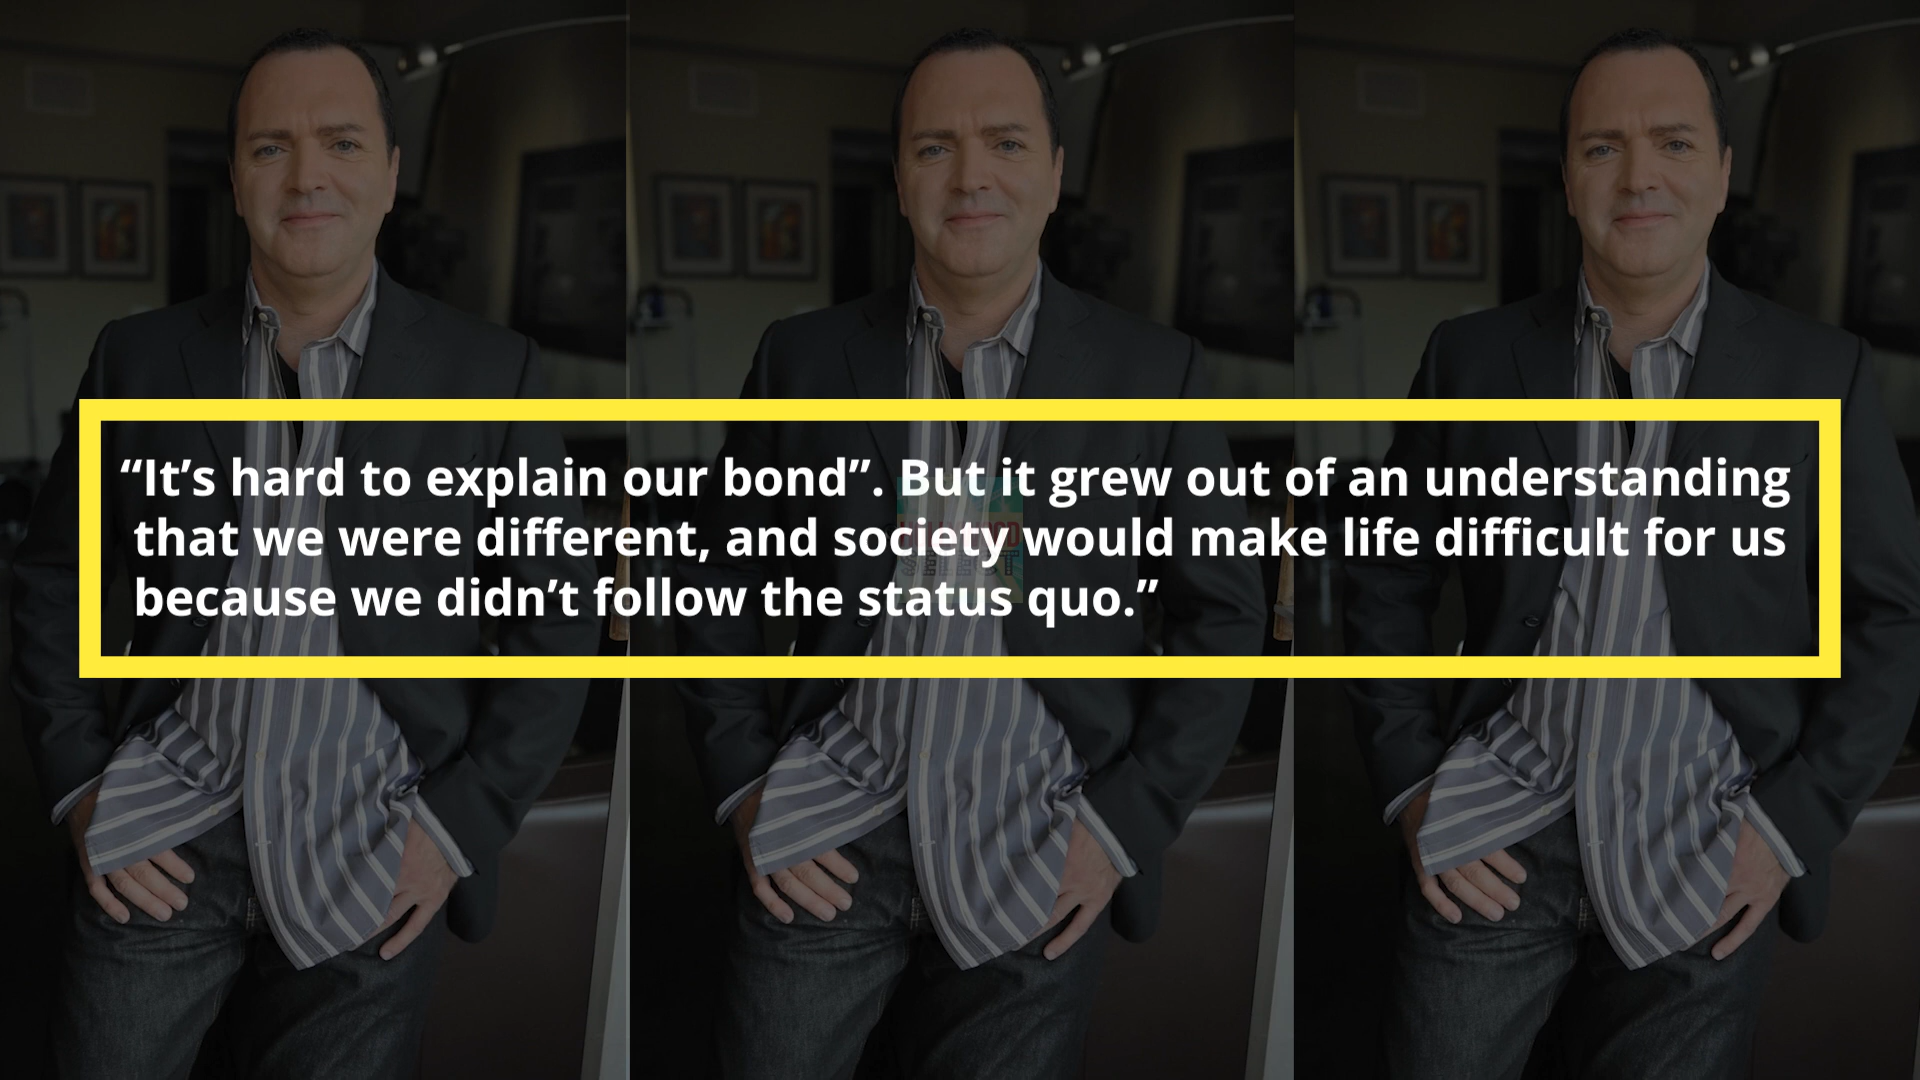 “It’s hard to explain our bond”. But it grew out of an understanding
that we were different, and society would make life difficult for us
because we didn’t follow the status quo.”